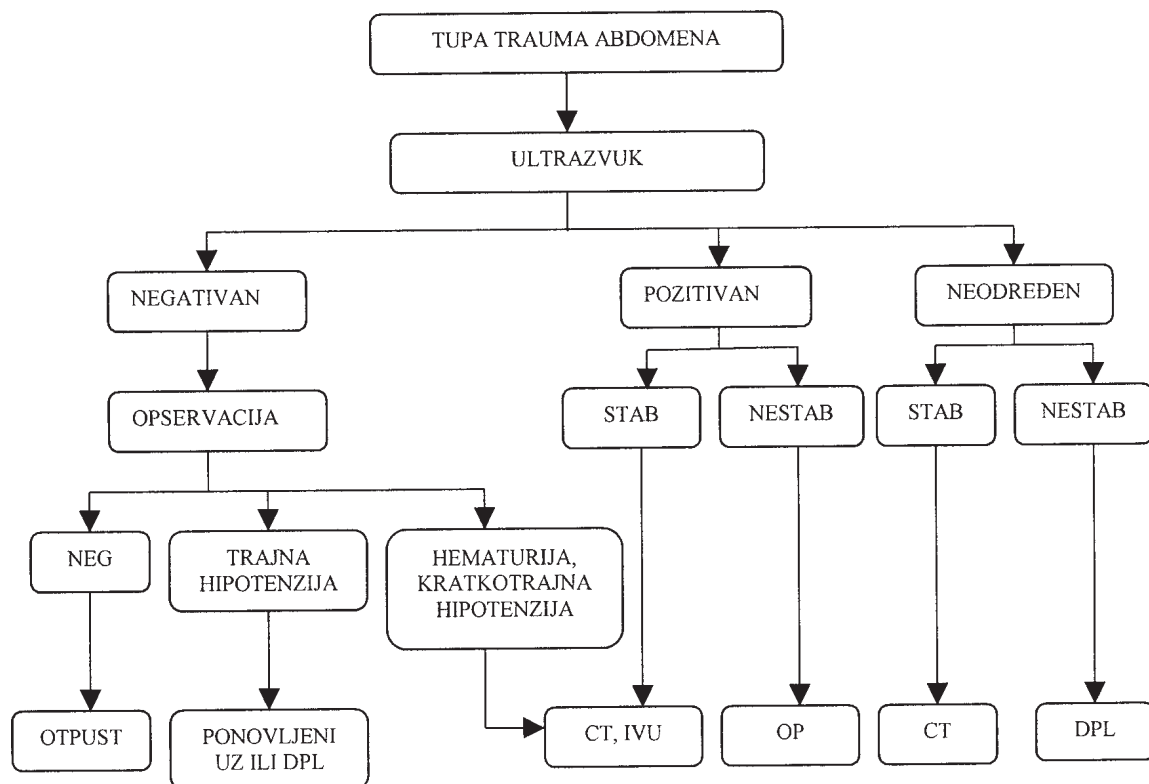 TUPA TRAUMA ABDOMENA
ULTRAZVUK
NEGATIVAN
POZITIVAN
NEODREĐEN
OPSERVACIJA
STAB
NESTAB
STAB
NESTAB
NEG
TRAJNA
HIPOTENZIJA
HEMATURIJA,
KRATKOTRAJNA
HIPOTENZIJA
OTPUST
PONOVLJENI
UZ ILI DPL
CT, IVU
OP
CT
DPL